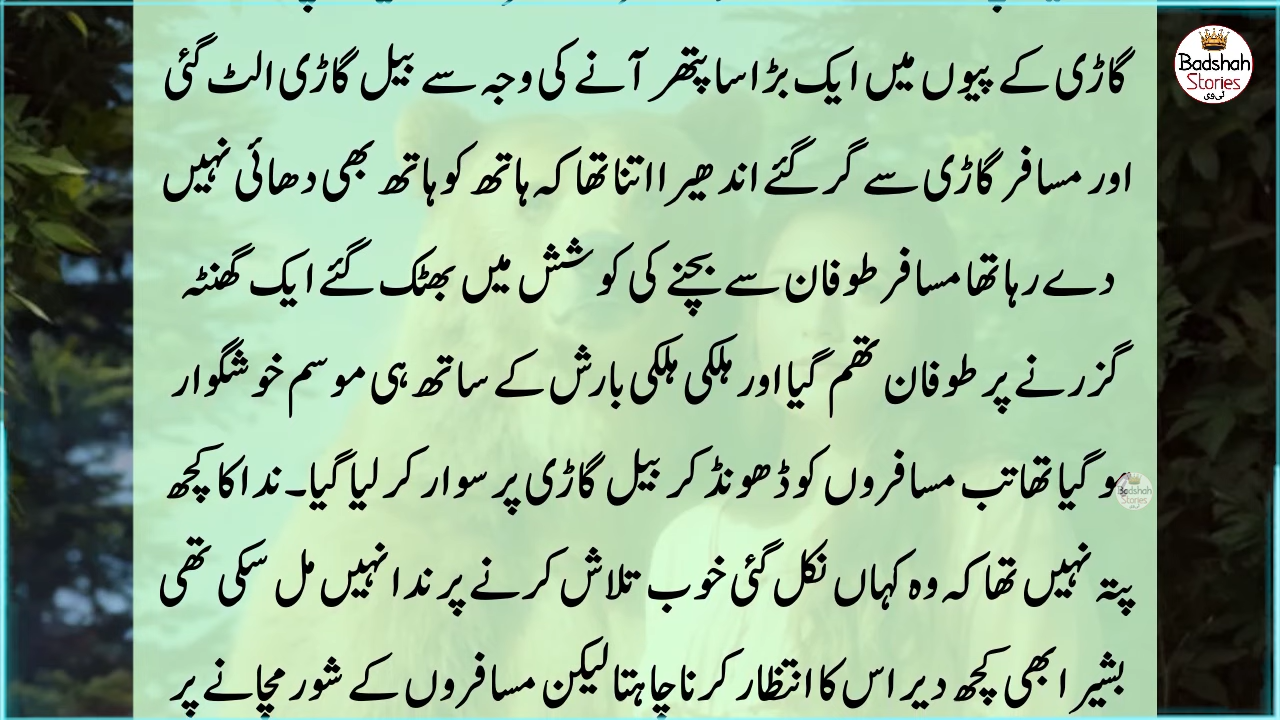 گاڑی کے پیوں میں ایک بڑا سا پتھر آنے کی وجہ سے بیل گاڑی الٹ گئی
اور مسافر گاڑی سے گر گئے اندھیرا اتنا تھا کہ ہاتھ کو ہاتھ بھی دھائی نہیں
دے رہا تھا مسافر طوفان سے بچنے کی کوشش میں بھٹک گئے ایک گھنٹہ
گزرنے پر طوفان تھم گیا اور ہلکی ہلکی بارش کے ساتھ ہی موسم خوشگوار
ہو گیا تھا تب مسافروں کو ڈھونڈ کر بیل گاڑی پر سوار کر لیا گیا۔ ندا کا کچھ
پتہ نہیں تھا کہ وہ کہاں نکل گئی خوب تلاش کرنے پر ندا نہیں مل سکی تھی
بشیر ابھی کچھ دیر اس کا انتظار کرنا چاہتا لیکن مسافروں کے شور مچانے پر
Badshah
Stories
ٹی وی
Badshah
Stories